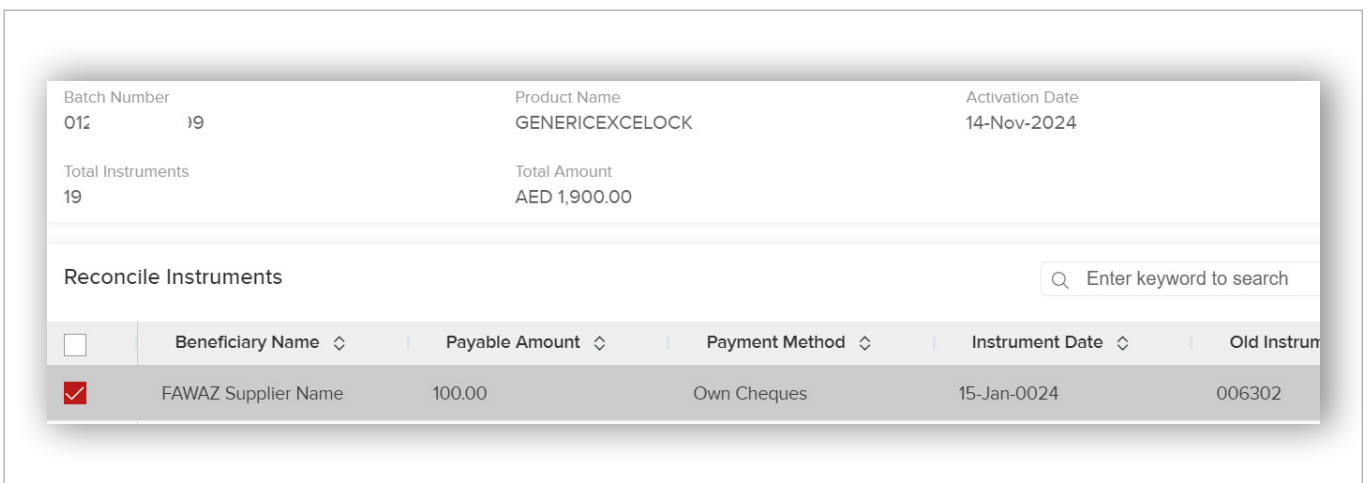 Batch Number Product Name Activation Date
012 99 GENERICEXCELOCK 14-Nov-2024
Total Instruments Total Amount
19 AED 1,900.00
Reconcile Instruments Enter keyword to search
Beneficiary Name Payable Amount Payment Method Instrument Date Old Instrum
FAWAZ Supplier Name 100.00 Own Cheques 15-Jan-0024 006302